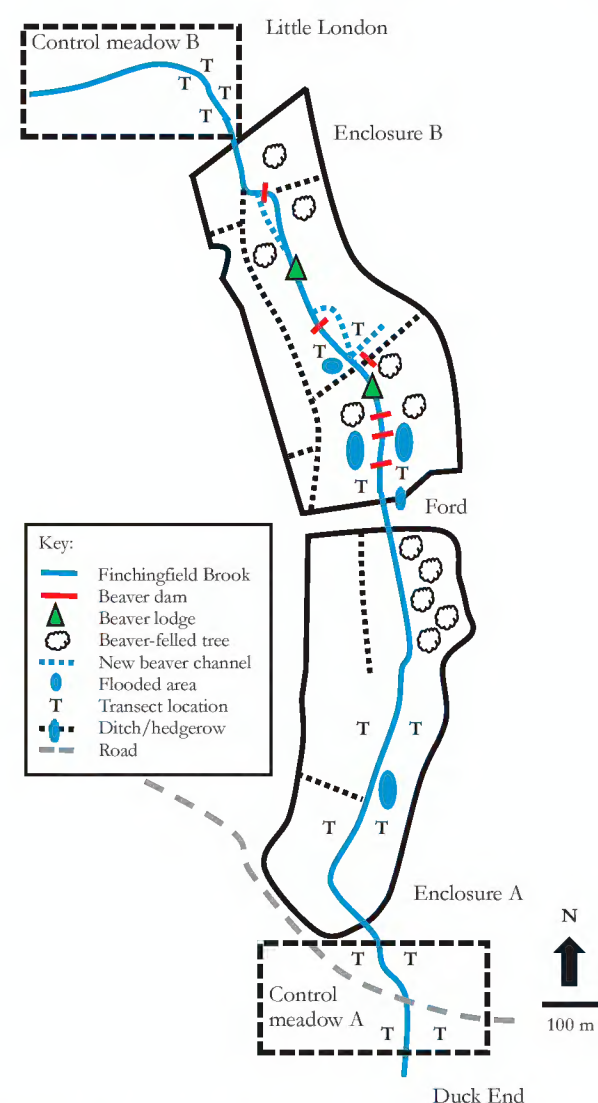 Little London
Control meadow B
T
T
T
T
Enclosure B
T
T
T
T
Ford
Key:
Finchingfield Brook
Beaver dam
Beaver lodge
Beaver-felled tree
New beaver channel
Flooded area
T Transect location
Ditch/hedgerow
Road
T T
T T
Enclosure A
N
T T
Control
meadow A
100 m
T T
Duck End